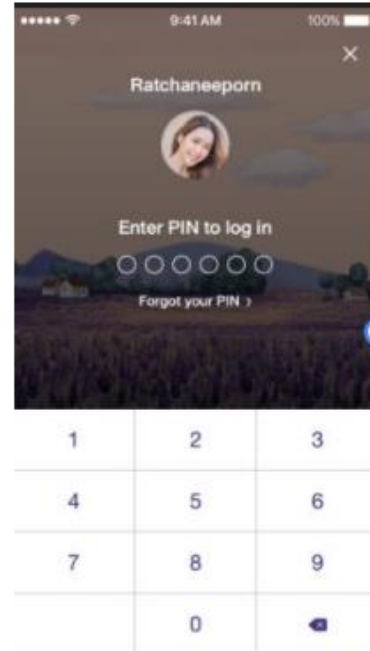 9:41 AM 100%
Ratchaneeporn
Enter PIN to log in
Forgot your PIN >
1 2 3
4 5 6
7 8 9
0